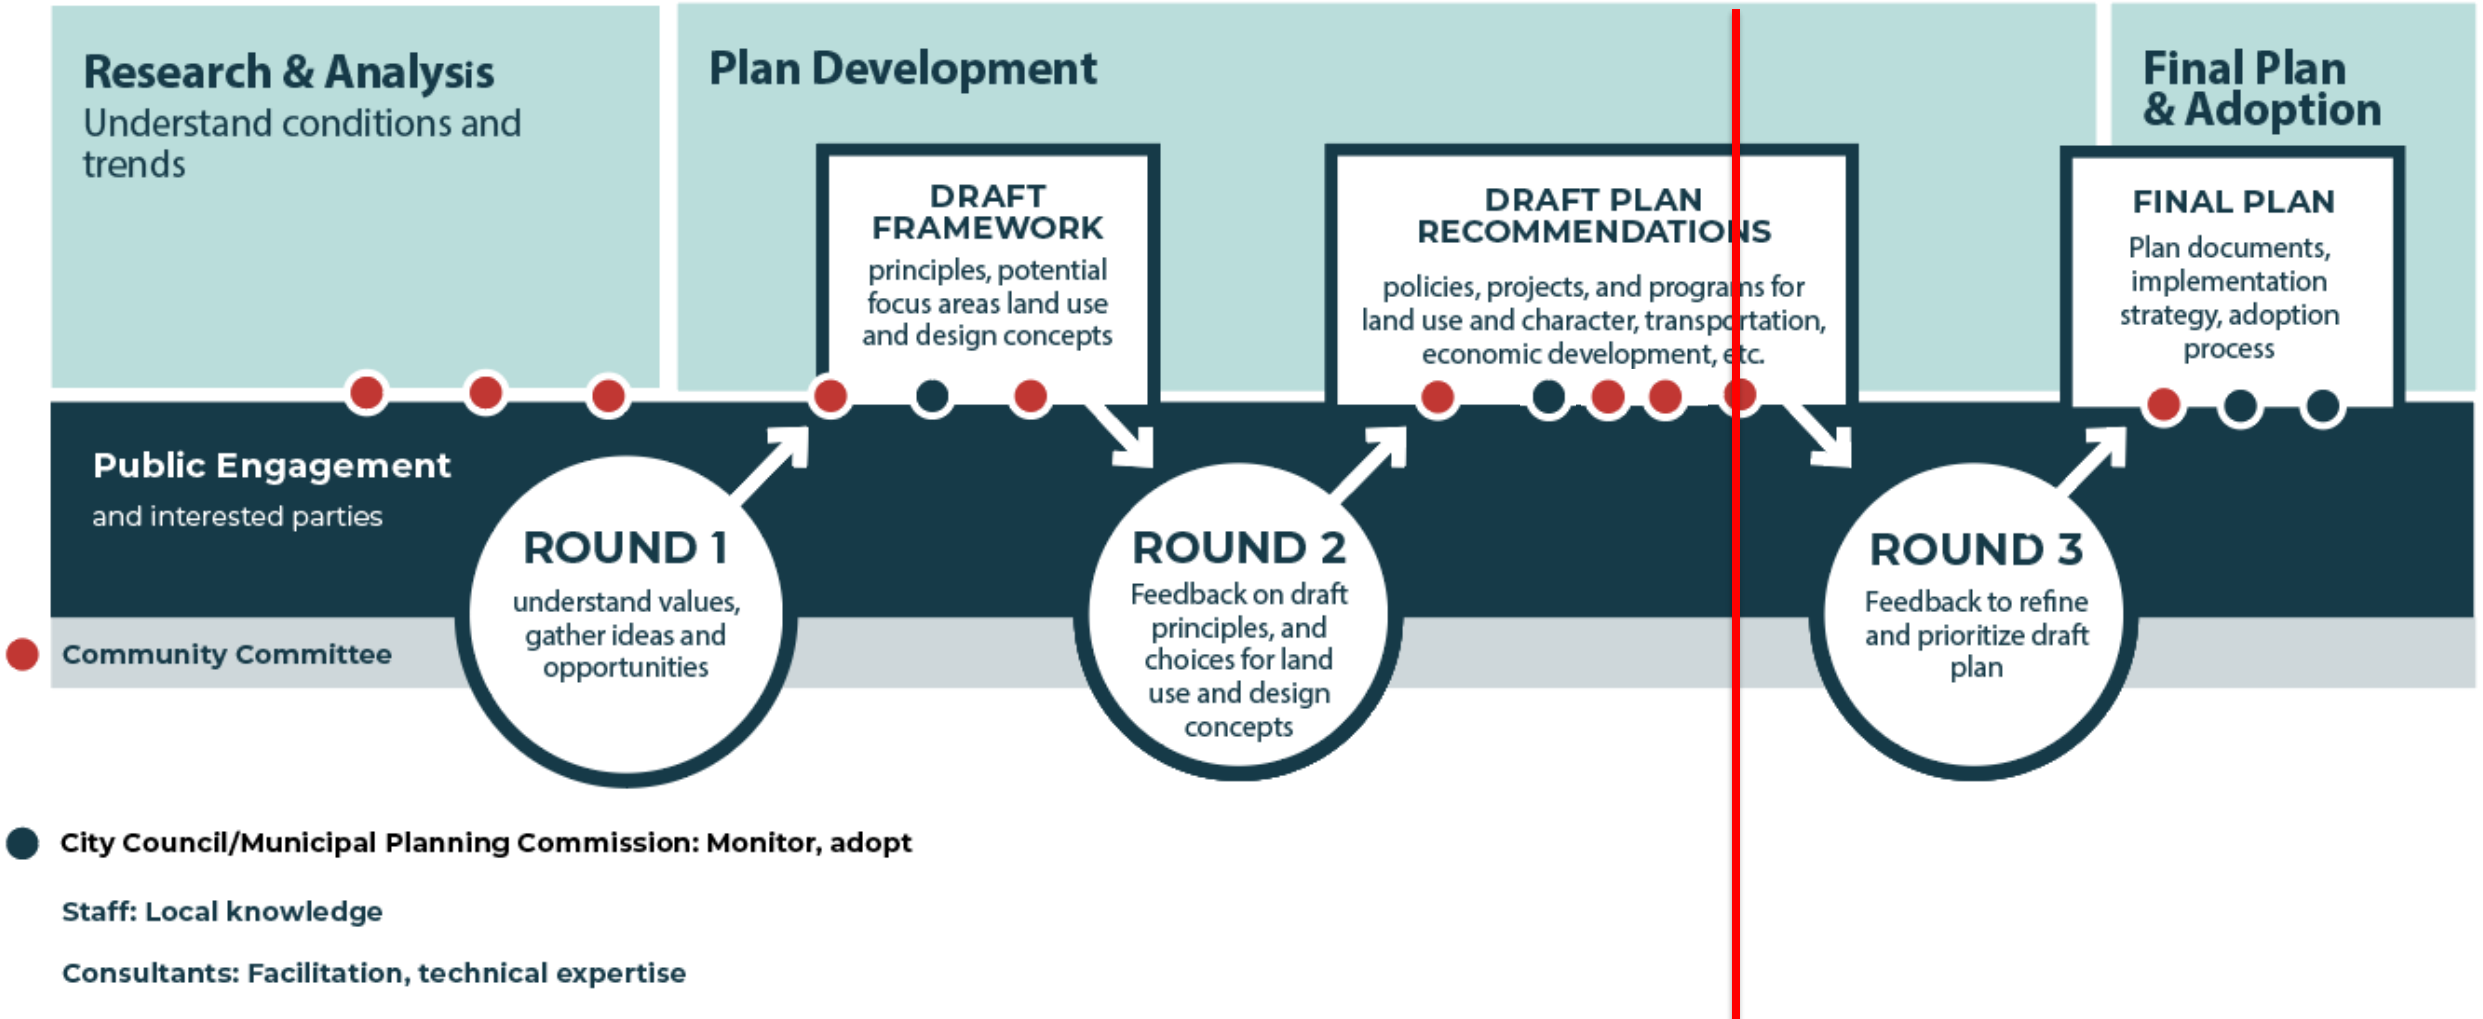 Research & Analysis
Understand conditions and
trends
Plan Development
Final Plan
& Adoption
DRAFT
FRAMEWORK
principles, potential
focus areas land use
and design concepts
DRAFT PLAN
RECOMMENDATIONS
policies, projects, and programs for
land use and character, transportation,
economic development, etc.
FINAL PLAN
Plan documents,
implementation
strategy, adoption
process
Public Engagement
and interested parties
ROUND 1
understand values,
gather ideas and
opportunities
ROUND 2
Feedback on draft
principles, and
choices for land
use and design
concepts
ROUND 3
Feedback to refine
and prioritize draft
plan
Community Committee
City Council/Municipal Planning Commission: Monitor, adopt
Staff: Local knowledge
Consultants: Facilitation, technical expertise